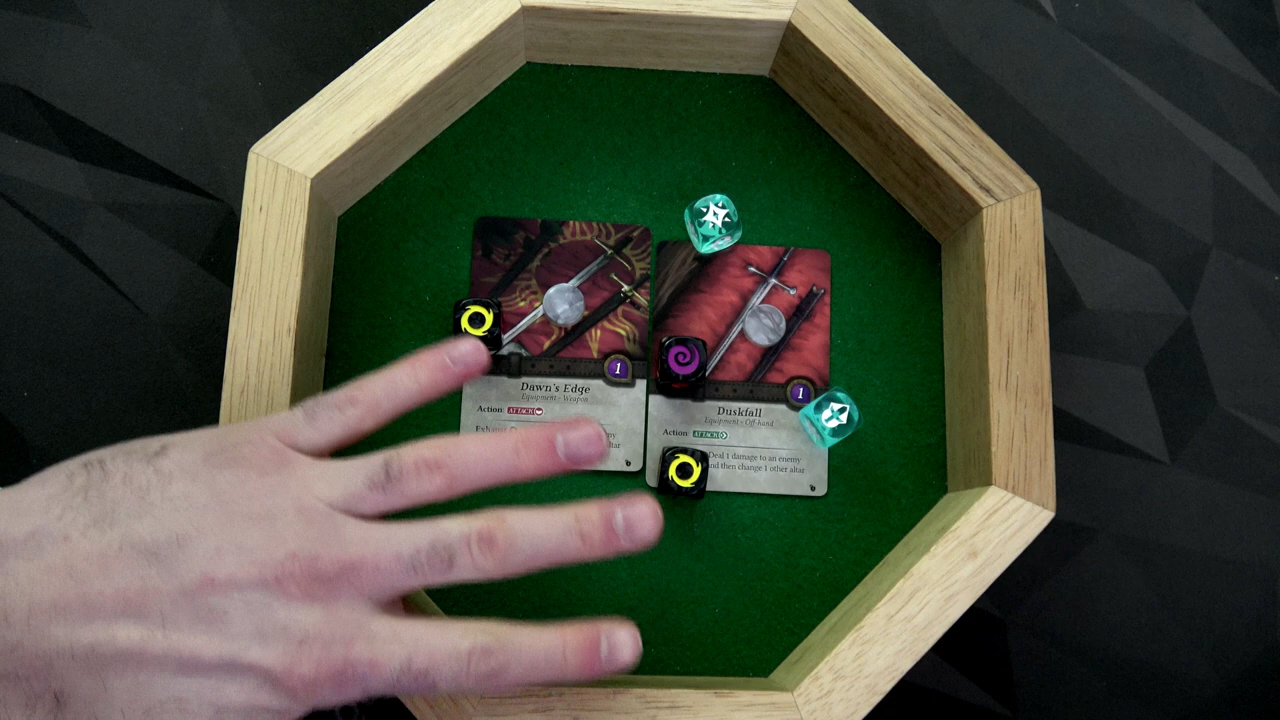 1
Dawn's Edge
Equipment - Weapon
Action: ATTACK
1
Duskfall
Equipment - Off-hand
Action: ATTACK
Deal 1 damage to an enemy
and then change 1 other altar